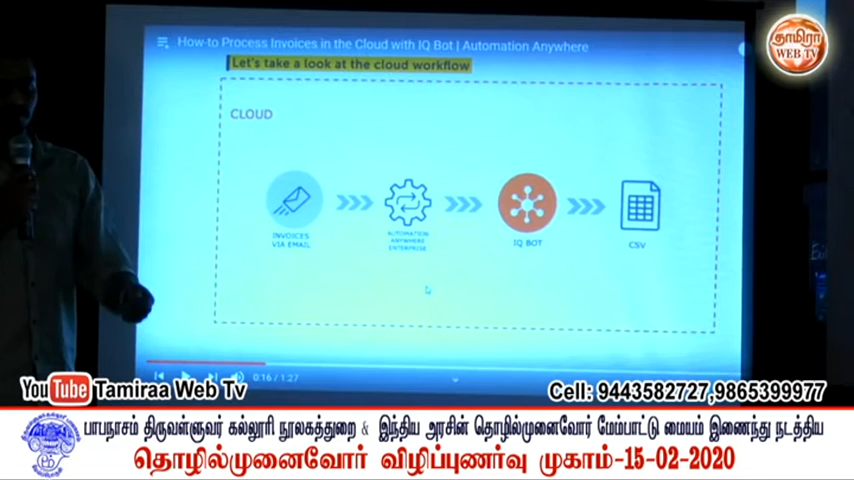 How-to Process Invoices in the Cloud with IQ Bot | Automation Anywhere
தாமிரா
WEB TV
Let's take a look at the cloud workflow
CLOUD
INVOICES
VIA EMAIL
AUTOMATION
ANYWHERE
ENTERPRISE
IQ BOT
CSV
0:16 / 1:27
YouTube Tamiraa Web Tv
Cell: 9443582727,9865399977
பாபநாசம் திருவள்ளுவர் கல்லூரி நூலகத்துறை & இந்திய அரசின் தொழில்முனைவோர் மேம்பாட்டு மையம் இணைந்து நடத்திய
தொழில்முனைவோர் விழிப்புணர்வு முகாம்-15-02-2020